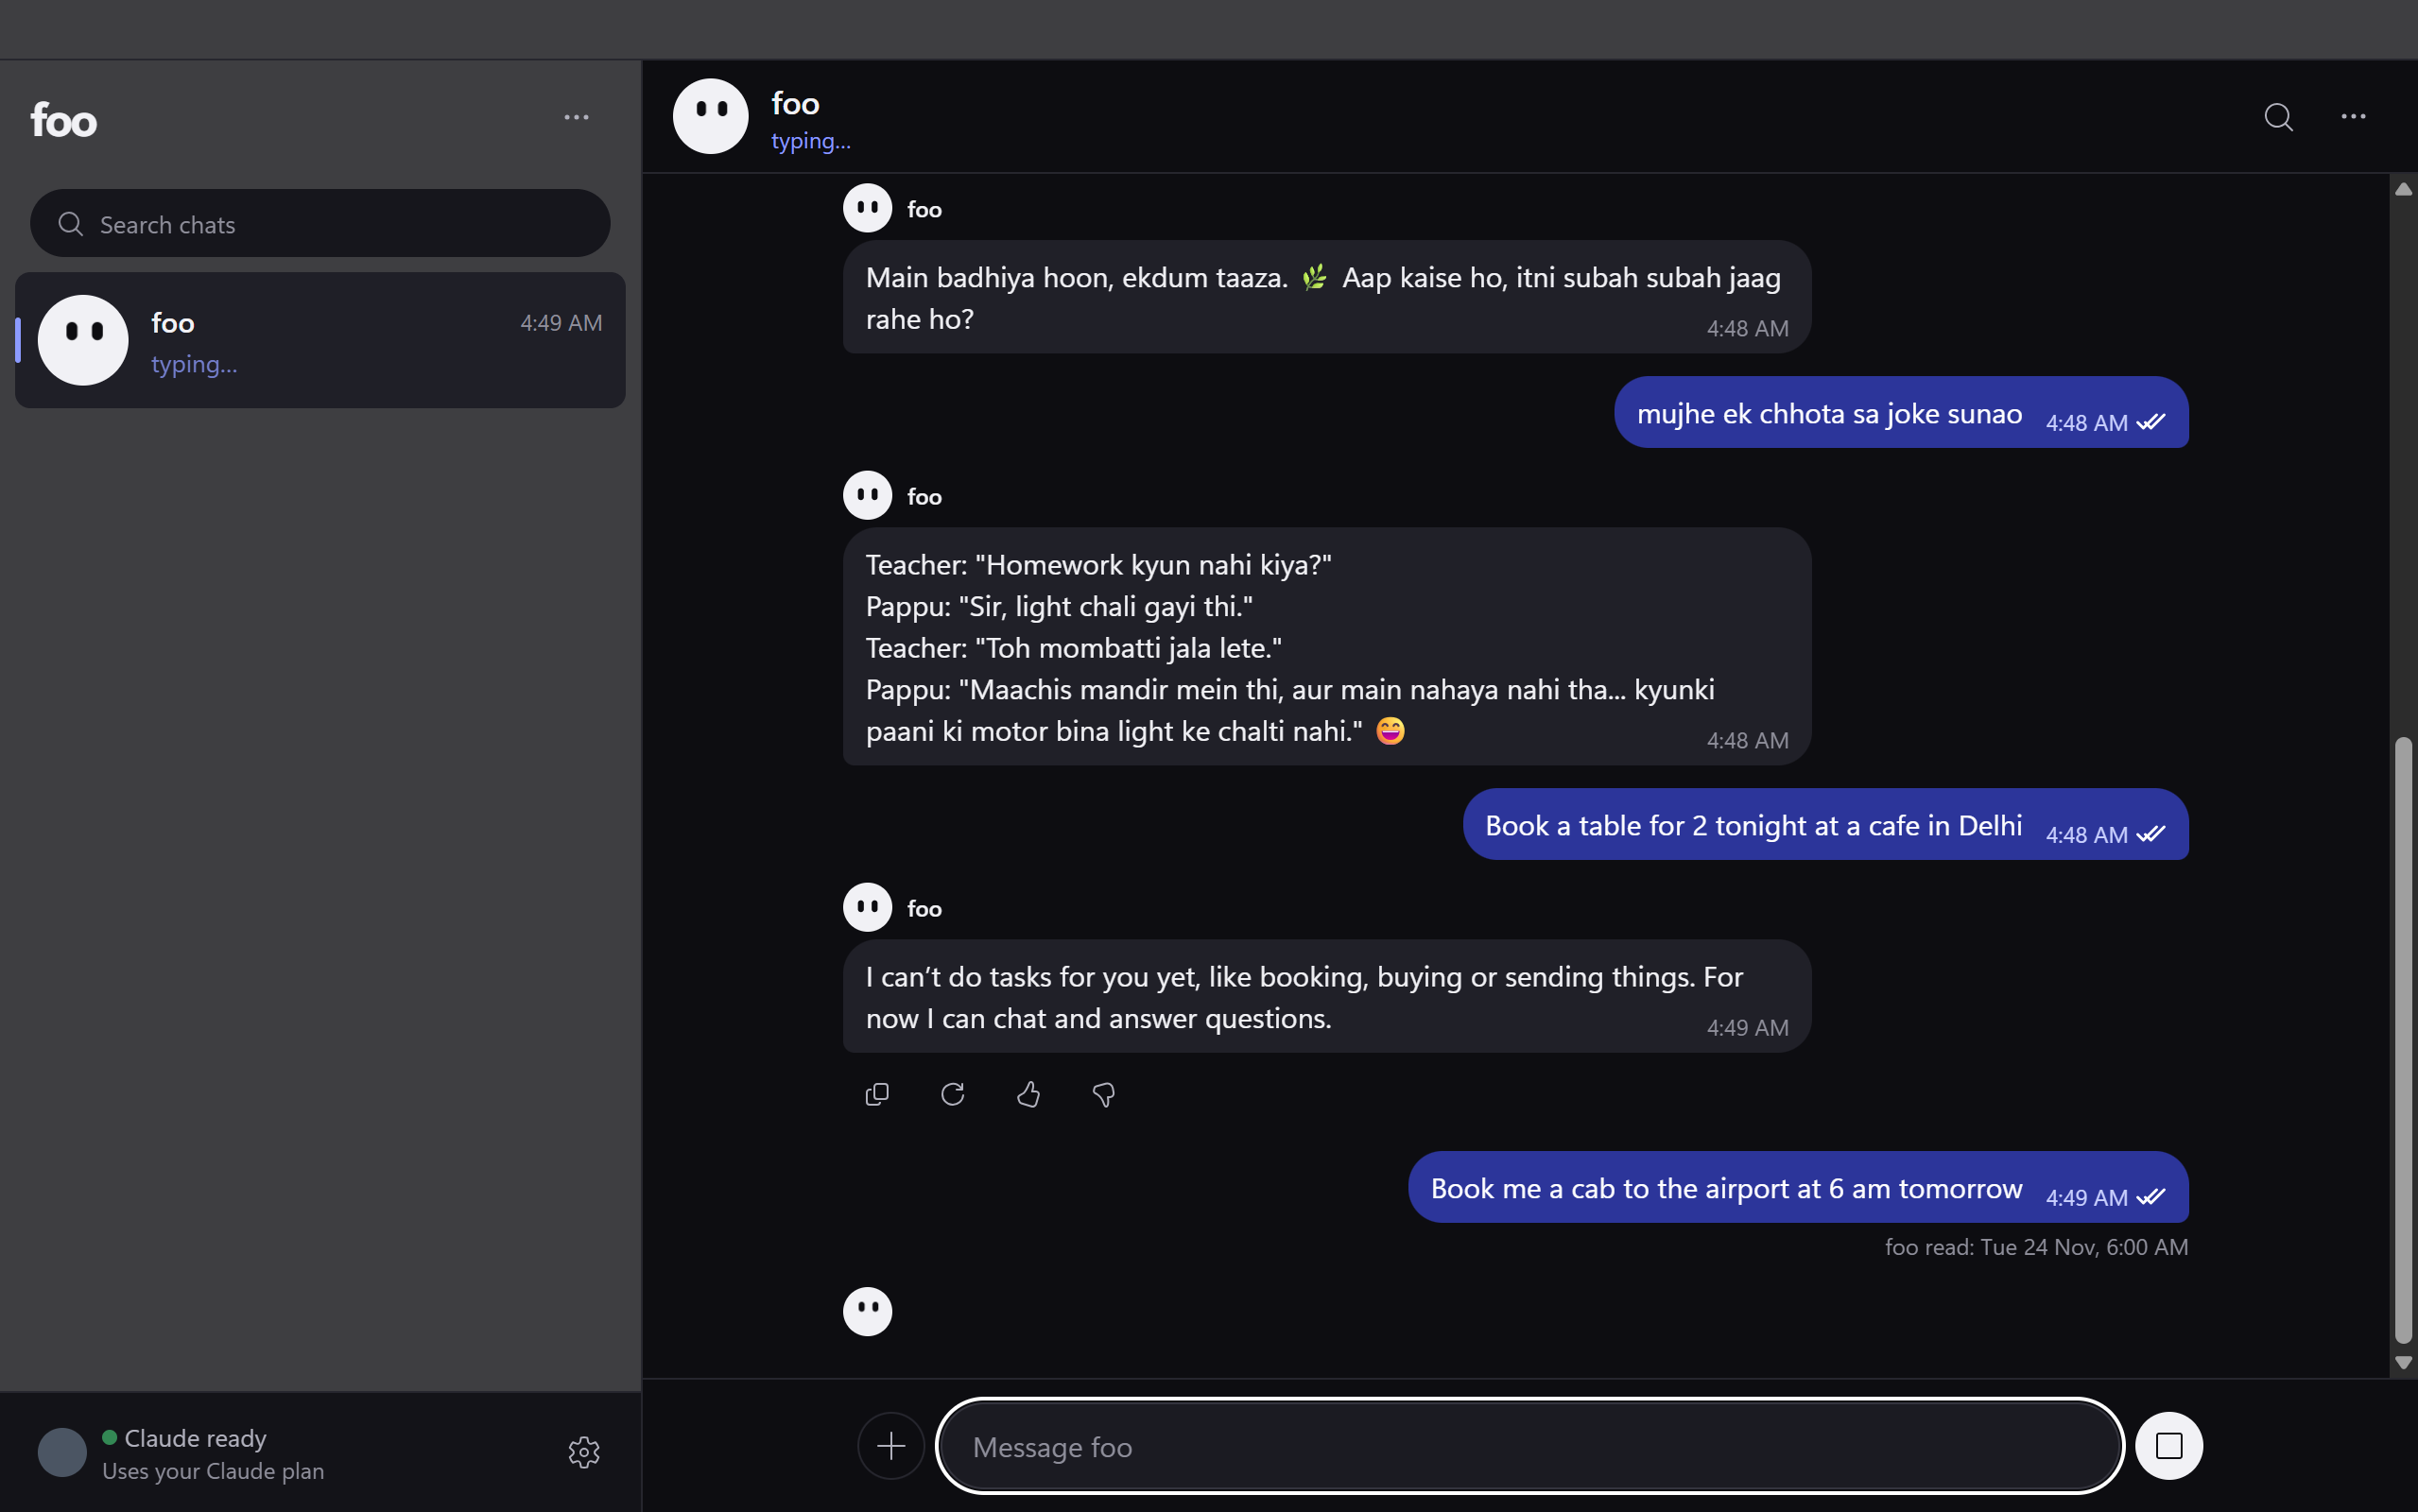 foo
Search chats
foo
4:49 AM
typing...
Claude ready
Uses your Claude plan
foo
typing...
foo
Main badhiya hoon, ekdum taaza. 🌿 Aap kaise ho, itni subah subah jaag
rahe ho?
4:48 AM
mujhe ek chhota sa joke sunao
4:48 AM
foo
Teacher: "Homework kyun nahi kiya?"
Pappu: "Sir, light chali gayi thi."
Teacher: "Toh mombatti jala lete."
Pappu: "Maachis mandir mein thi, aur main nahaya nahi tha... kyunki
paani ki motor bina light ke chalti nahi." 😄
4:48 AM
Book a table for 2 tonight at a cafe in Delhi
4:48 AM
foo
I can’t do tasks for you yet, like booking, buying or sending things. For
now I can chat and answer questions.
4:49 AM
Book me a cab to the airport at 6 am tomorrow
4:49 AM
foo read: Tue 24 Nov, 6:00 AM
Message foo